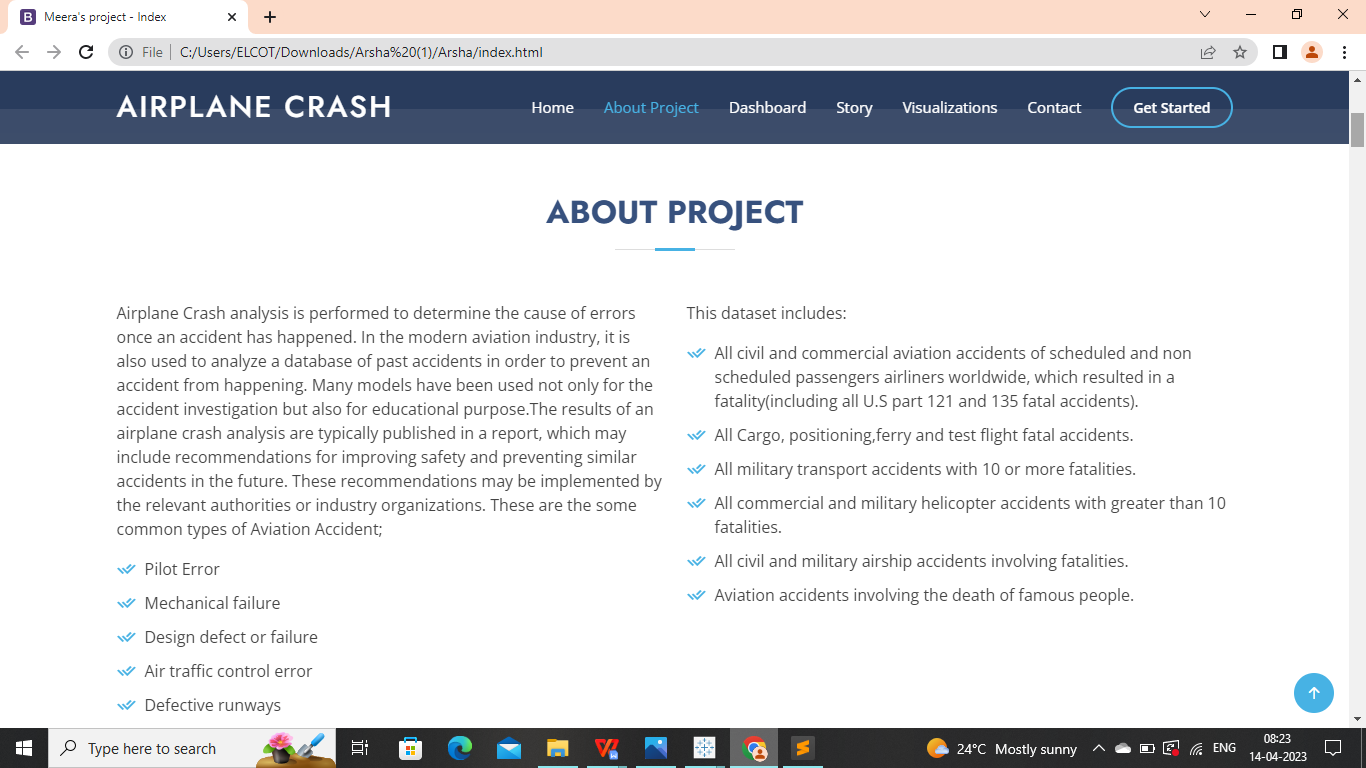 Meera's project - Index
File
C:/Users/ELCOT/Downloads/Arsha%20(1)/Arsha/index.html
AIRPLANE CRASH
Home
About Project
Dashboard
Story
Visualizations
Contact
Get Started
ABOUT PROJECT
Airplane Crash analysis is performed to determine the cause of errors
once an accident has happened. In the modern aviation industry, it is
also used to analyze a database of past accidents in order to prevent an
accident from happening. Many models have been used not only for the
accident investigation but also for educational purpose.The results of an
airplane crash analysis are typically published in a report, which may
include recommendations for improving safety and preventing similar
accidents in the future. These recommendations may be implemented by
the relevant authorities or industry organizations. These are the some
common types of Aviation Accident;
Pilot Error
Mechanical failure
Design defect or failure
Air traffic control error
Defective runways
This dataset includes:
All civil and commercial aviation accidents of scheduled and non
scheduled passengers airliners worldwide, which resulted in a
fatality(including all U.S part 121 and 135 fatal accidents).
All Cargo, positioning,ferry and test flight fatal accidents.
All military transport accidents with 10 or more fatalities.
All commercial and military helicopter accidents with greater than 10
fatalities.
All civil and military airship accidents involving fatalities.
Aviation accidents involving the death of famous people.
Type here to search
24°C Mostly sunny
ENG
08:23
14-04-2023